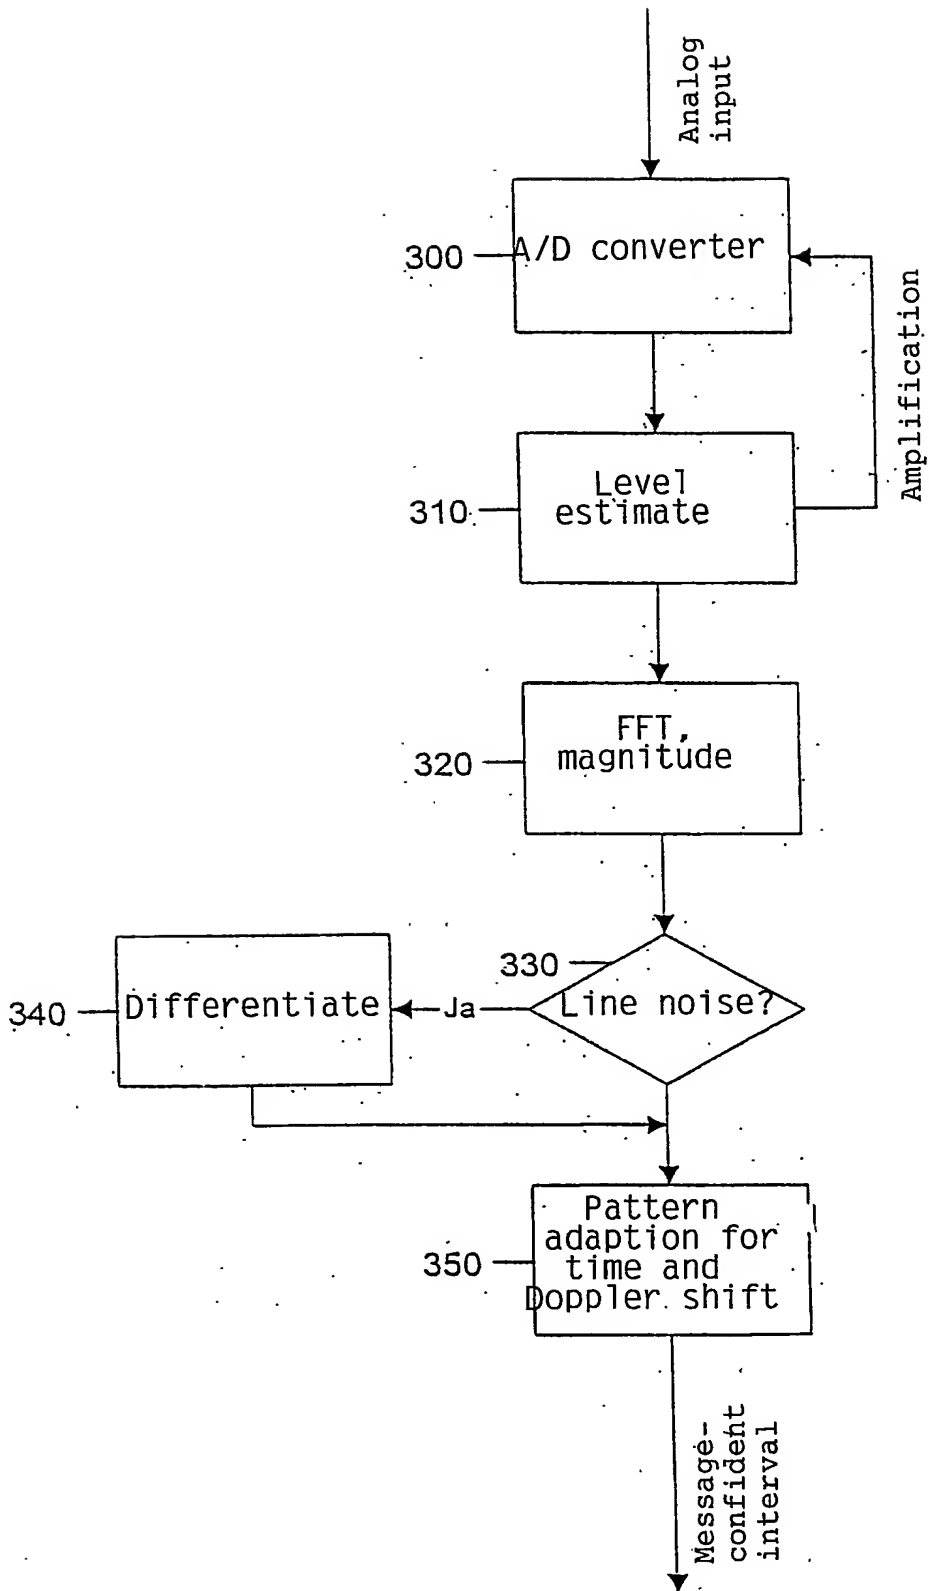 Analog
input
300
A/D converter
Amplification
Level
estimate
310
FFT,
magnitude
320
330
Line noise?
Ja
Differentiate
340
Pattern
adaption for
time and
Doppler shift
350
Message-
confident
interval